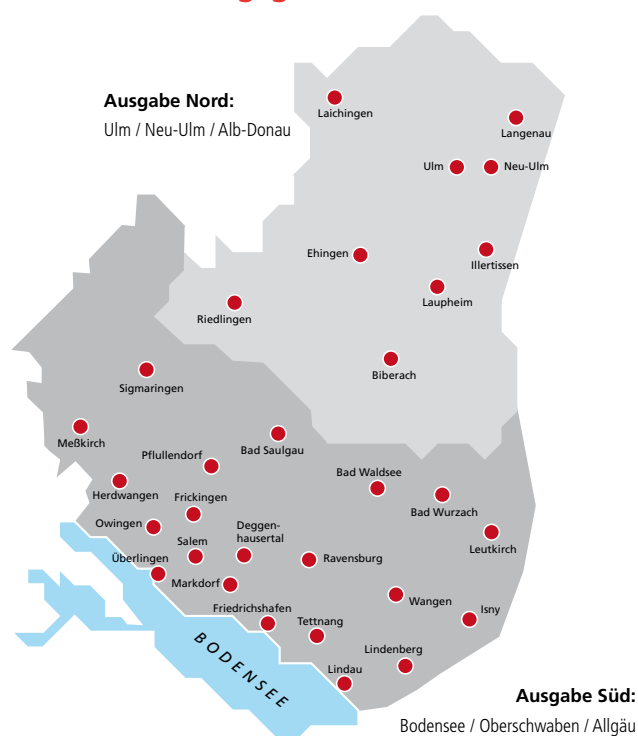 Ausgabe Nord:
Ulm / Neu-Ulm / Alb-Donau
Laichingen
Langenau
Ulm
Neu-Ulm
Ehingen
Illertissen
Laupheim
Riedlingen
Biberach
Sigmaringen
Meßkirch
Pflullendorf
Bad Saulgau
Bad Waldsee
Herdwangen
Frickingen
Bad Wurzach
Owingen
Salem
Deggen-
hausertal
Leutkirch
Überlingen
Ravensburg
Markdorf
Wangen
Isny
Friedrichshafen
Tettnang
Lindenberg
Lindau
BODENSEE
Ausgabe Süd:
Bodensee / Oberschwaben / Allgäu